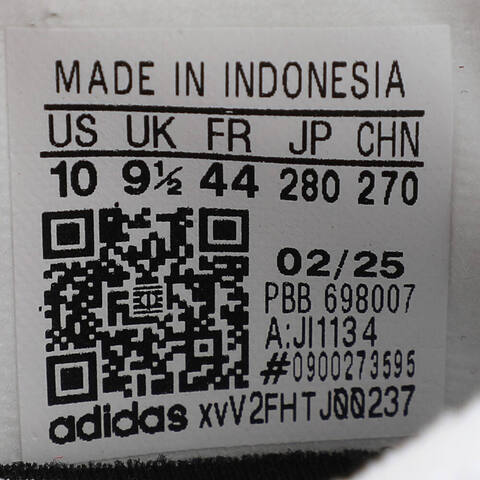 MADE IN INDONESIA
US UK FR JP CHN
10 9½ 44 280 270
02/25
PBB 698007
A:JI1134
#0900273595
adidas xvV2FHTJ00237